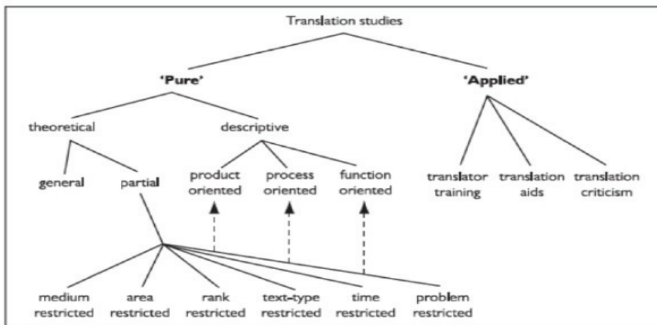 Translation studies
'Pure' 'Applied'
theoretical descriptive
general partial product oriented process oriented function oriented translator training translation aids translation criticism
medium restricted area restricted rank restricted text-type restricted time restricted problem restricted